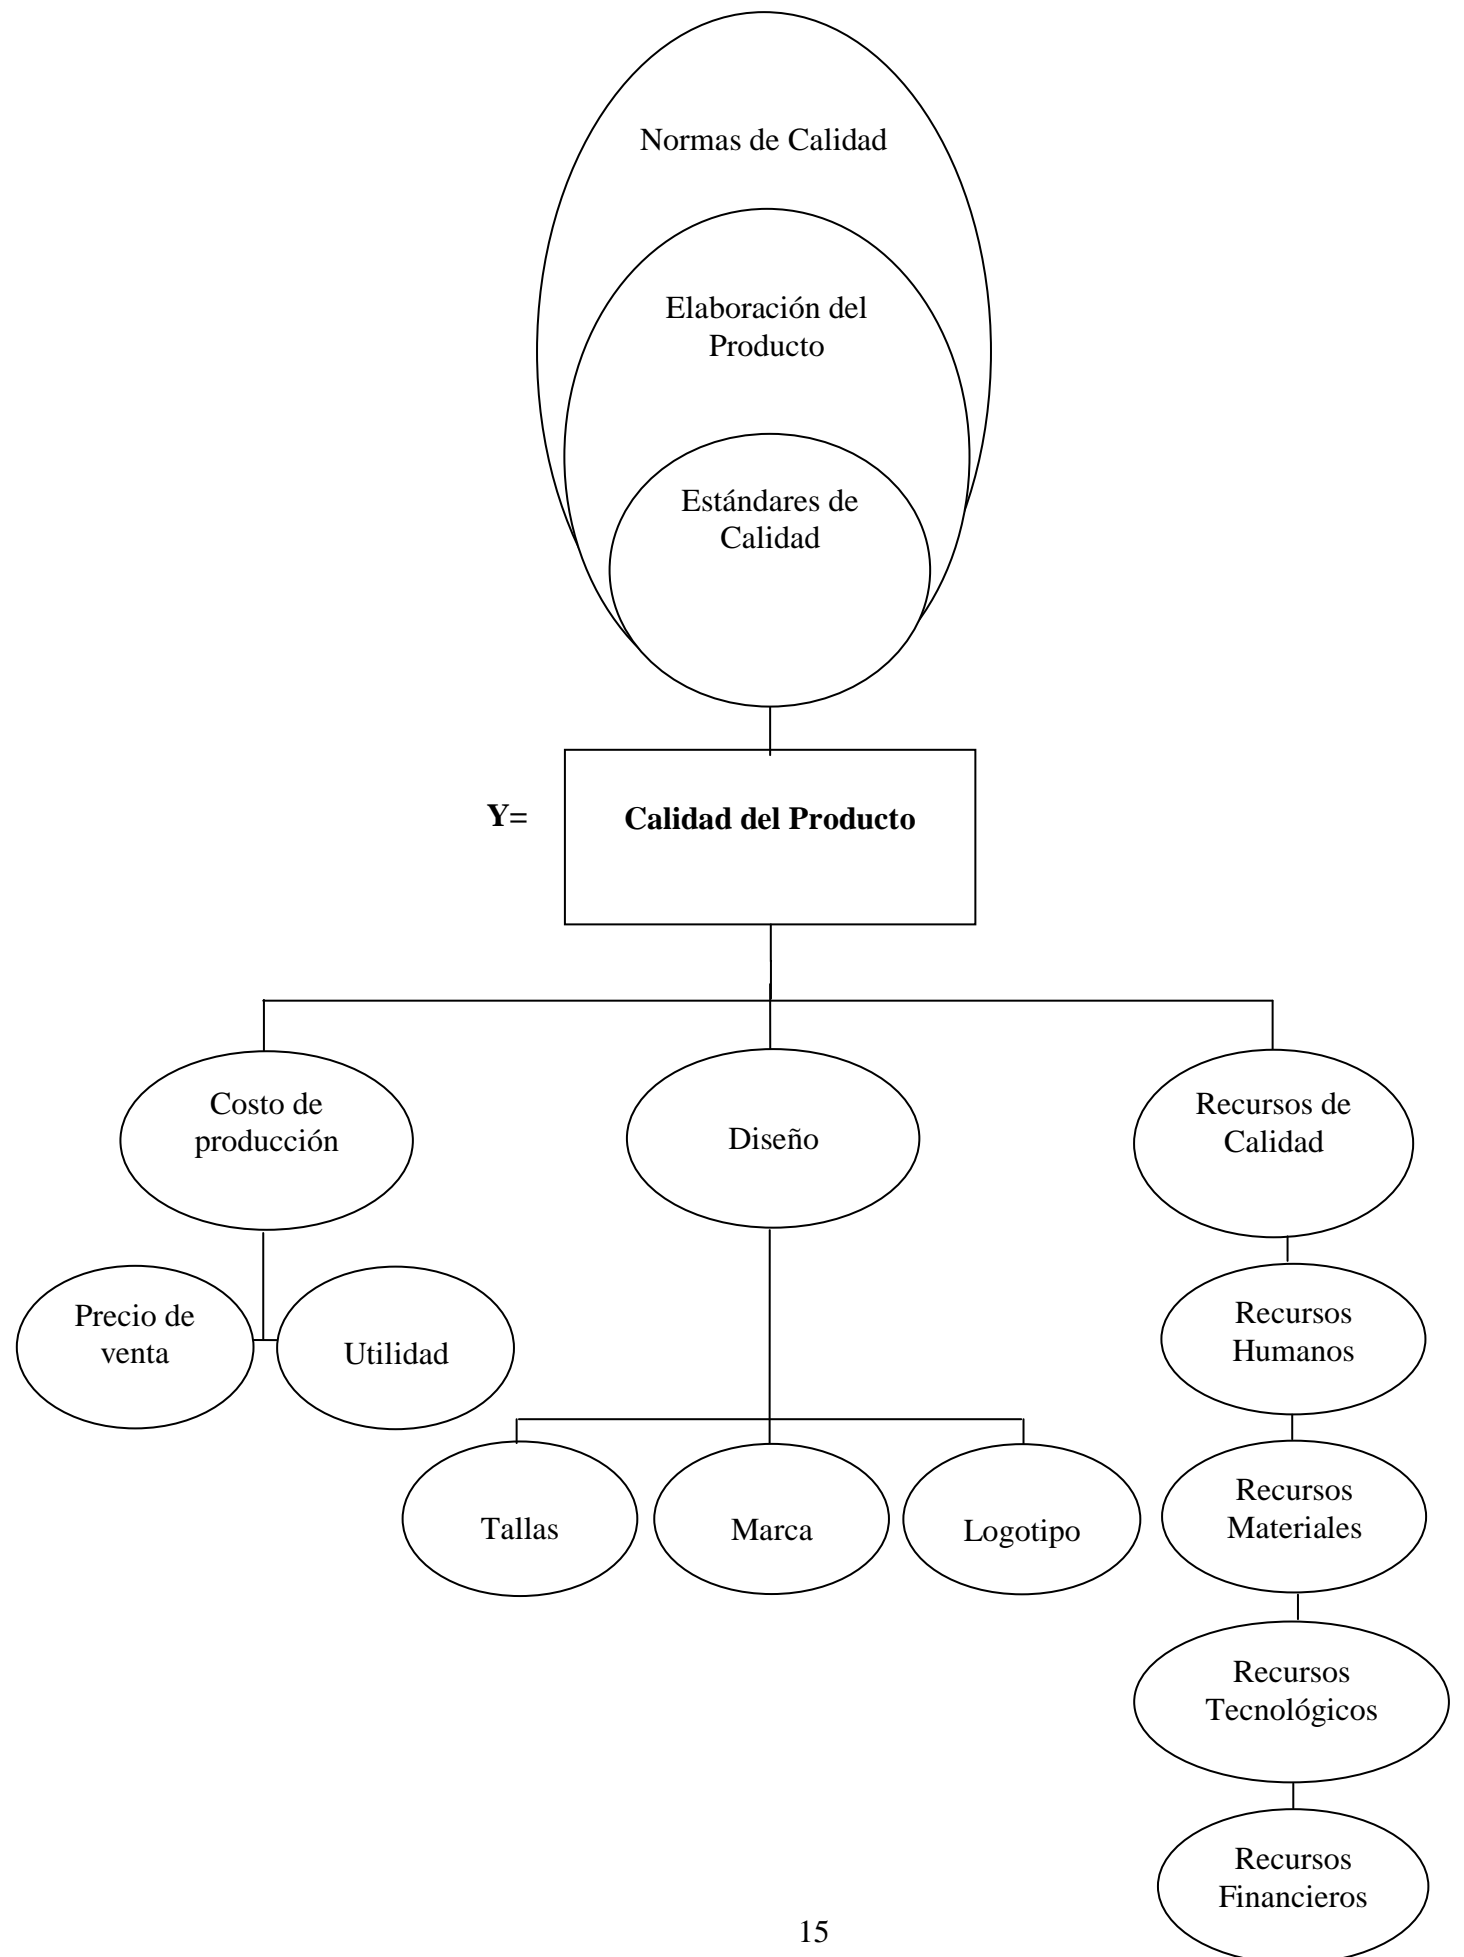 Normas de Calidad
Elaboración del
Producto
Estándares de
Calidad
Y=
Calidad del Producto
Costo de
producción
Diseño
Recursos de
Calidad
Precio de
venta
Utilidad
Recursos
Humanos
Tallas
Marca
Logotipo
Recursos
Materiales
Recursos
Tecnológicos
Recursos
Financieros
15